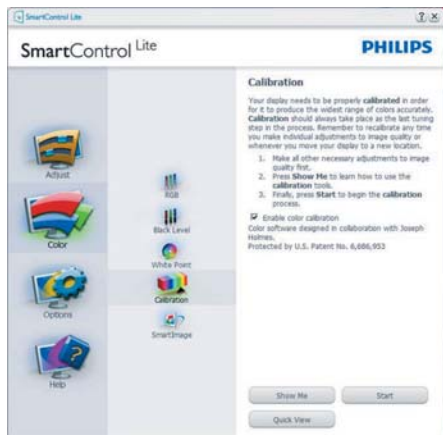 SmartControl Lite
SmartControl Lite
PHILIPS
Adjust
Color
Options
Help
RGB
Black Level
White Point
Calibration
SmartImage
Calibration
Your display needs to be properly calibrated in order
for it to produce the widest range of colors accurately.
Calibration should always take place as the last tuning
step in the process. Remember to recalibrate any time
you make individual adjustments to image quality or
whenever you move your display to a new location.
1. Make all other necessary adjustments to image
quality first.
2. Press Show Me to learn how to use the
calibration tools.
3. Finally, press Start to begin the calibration
process.
Enable color calibration
Color software designed in collaboration with Joseph
Holmes.
Protected by U.S. Patent No. 6,686,953
Show Me
Start
Quick View